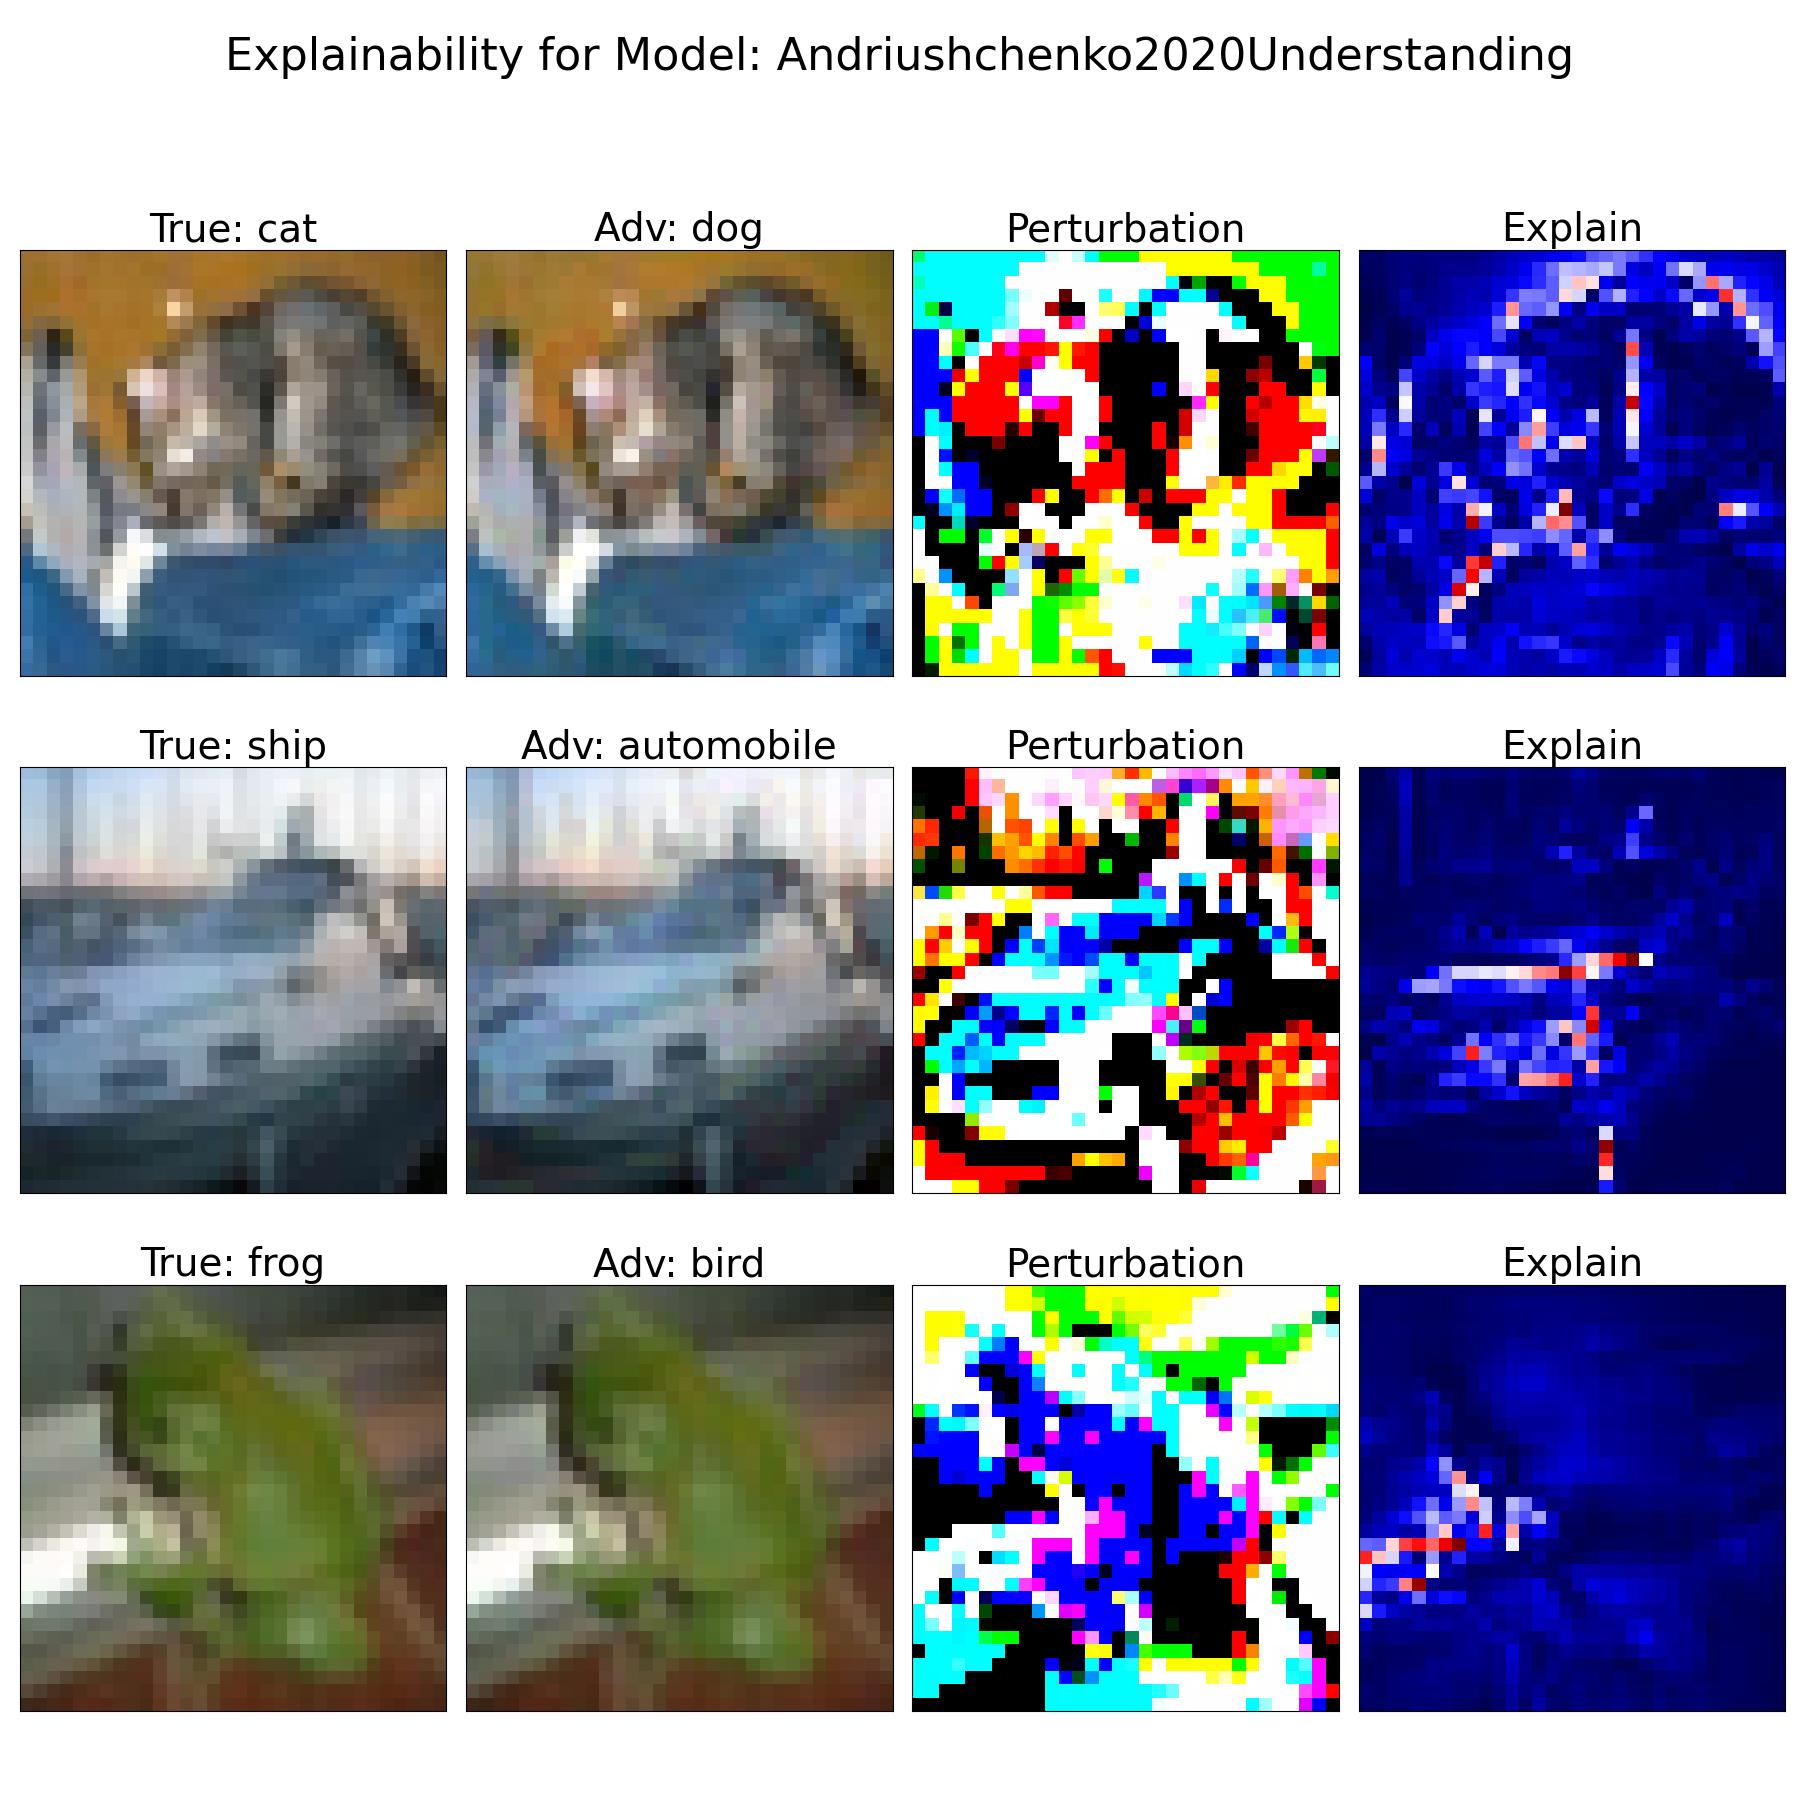 Explainability for Model: Andriushchenko2020Understanding
True: cat Adv: dog Perturbation Explain
True: ship Adv: automobile Perturbation Explain
True: frog Adv: bird Perturbation Explain